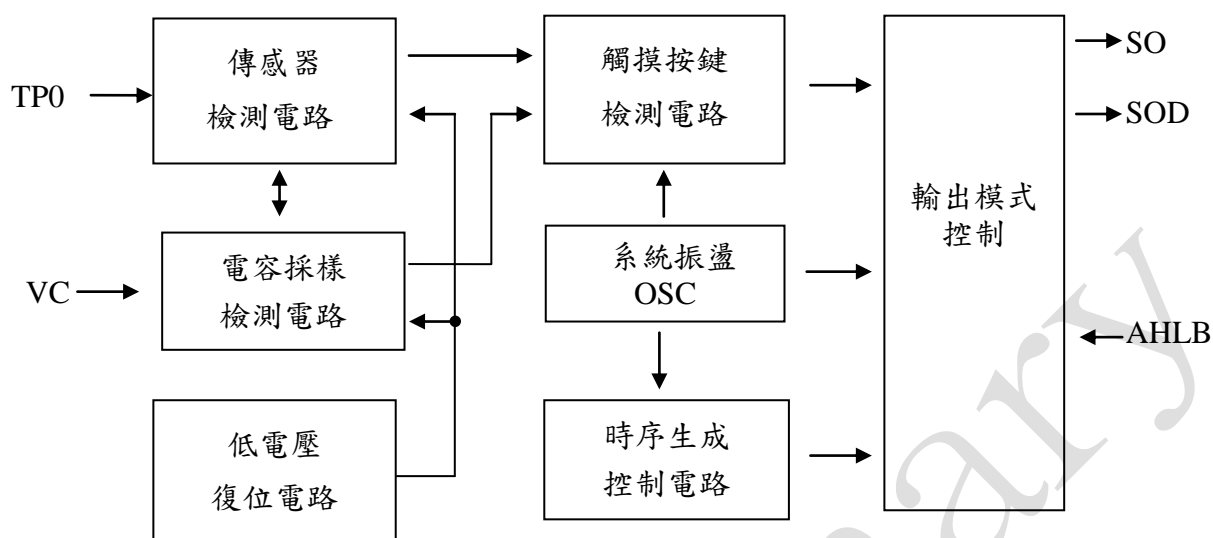 TP0
傳感器
檢測電路
觸摸按鍵
檢測電路
SO
SOD
輸出模式
控制
VC
電容採樣
檢測電路
系統振盪
OSC
AHLB
低電壓
復位電路
時序生成
控制電路
ary